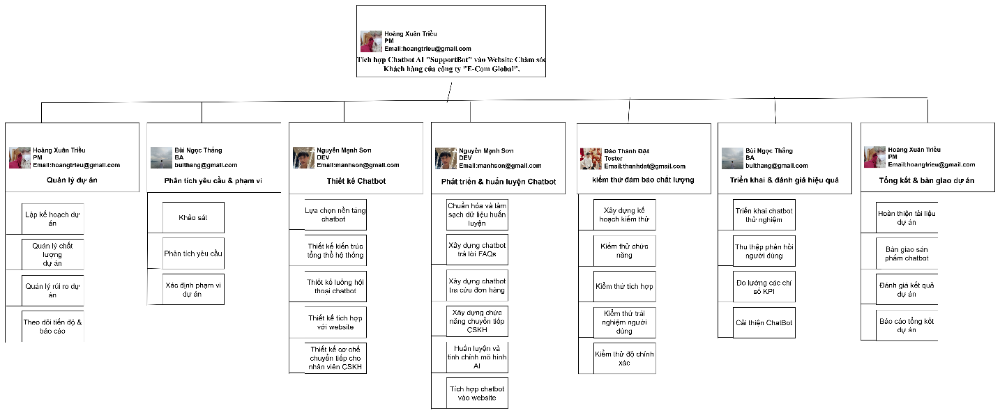 Hoàng Xuân Triều
PM
Email:hoangtrieu@gmail.com
Tích hợp Chatbot AI "SupportBot" vào Website Chăm sóc
Khách hàng của công ty "E-Com Global".
Hoàng Xuân Triều
PM
Email:hoangtrieu@gmail.com
Quản lý dự án
Lập kế hoạch dự
án
Quản lý chất
lượng
dự án
Quản lý rủi ro dự
án
Theo dõi tiến độ &
báo cáo
Bùi Ngọc Thắng
BA
buithang@gmail.com
Phân tích yêu cầu & phạm vi
Khảo sát
Phân tích yêu cầu
Xác định phạm vi
dự án
Nguyễn Mạnh Sơn
DEV
Email:manhson@gmail.com
Thiết kế Chatbot
Lựa chọn nền tảng
chatbot
Thiết kế kiến trúc
tổng thể hệ thống
Thiết kế luồng hội
thoại chatbot
Thiết kế tích hợp
với website
Thiết kế cơ chế
chuyển tiếp cho
nhân viên CSKH
Nguyễn Mạnh Sơn
DEV
Email:manhson@gmail.com
Phát triển & huấn luyện Chatbot
Chuẩn hóa và làm
sạch dữ liệu huấn
luyện
Xây dựng chatbot
trả lời FAQs
Xây dựng chatbot
tra cứu đơn hàng
Xây dựng chức
năng chuyển tiếp
CSKH
Huấn luyện và
tinh chỉnh mô hình
AI
Tích hợp chatbot
vào website
Đào Thành ĐẠt
Tester
Email:thanhdat@gmail.com
kiểm thử đảm bảo chất lượng
Xây dựng kế
hoạch kiểm thử
Kiểm thử chức
năng
Kiểm thử tích hợp
Kiểm thử trải
nghiệm người
dùng
Kiểm thử độ chính
xác
Bùi Ngọc Thắng
BA
buithang@gmail.com
Triển khai & đánh giá hiệu quả
Triển khai chatbot
thử nghiệm
Thu thập phản hồi
người dùng
Đo lường các chỉ
số KPI
Cải thiện ChatBot
Hoàng Xuân Triều
PM
Email:hoangtrieu@gmail.com
Tổng kết & bàn giao dự án
Hoàn thiện tài liệu
dự án
Bàn giao sản
phẩm chatbot
Đánh giá kết quả
dự án
Báo cáo tổng kết
dự án